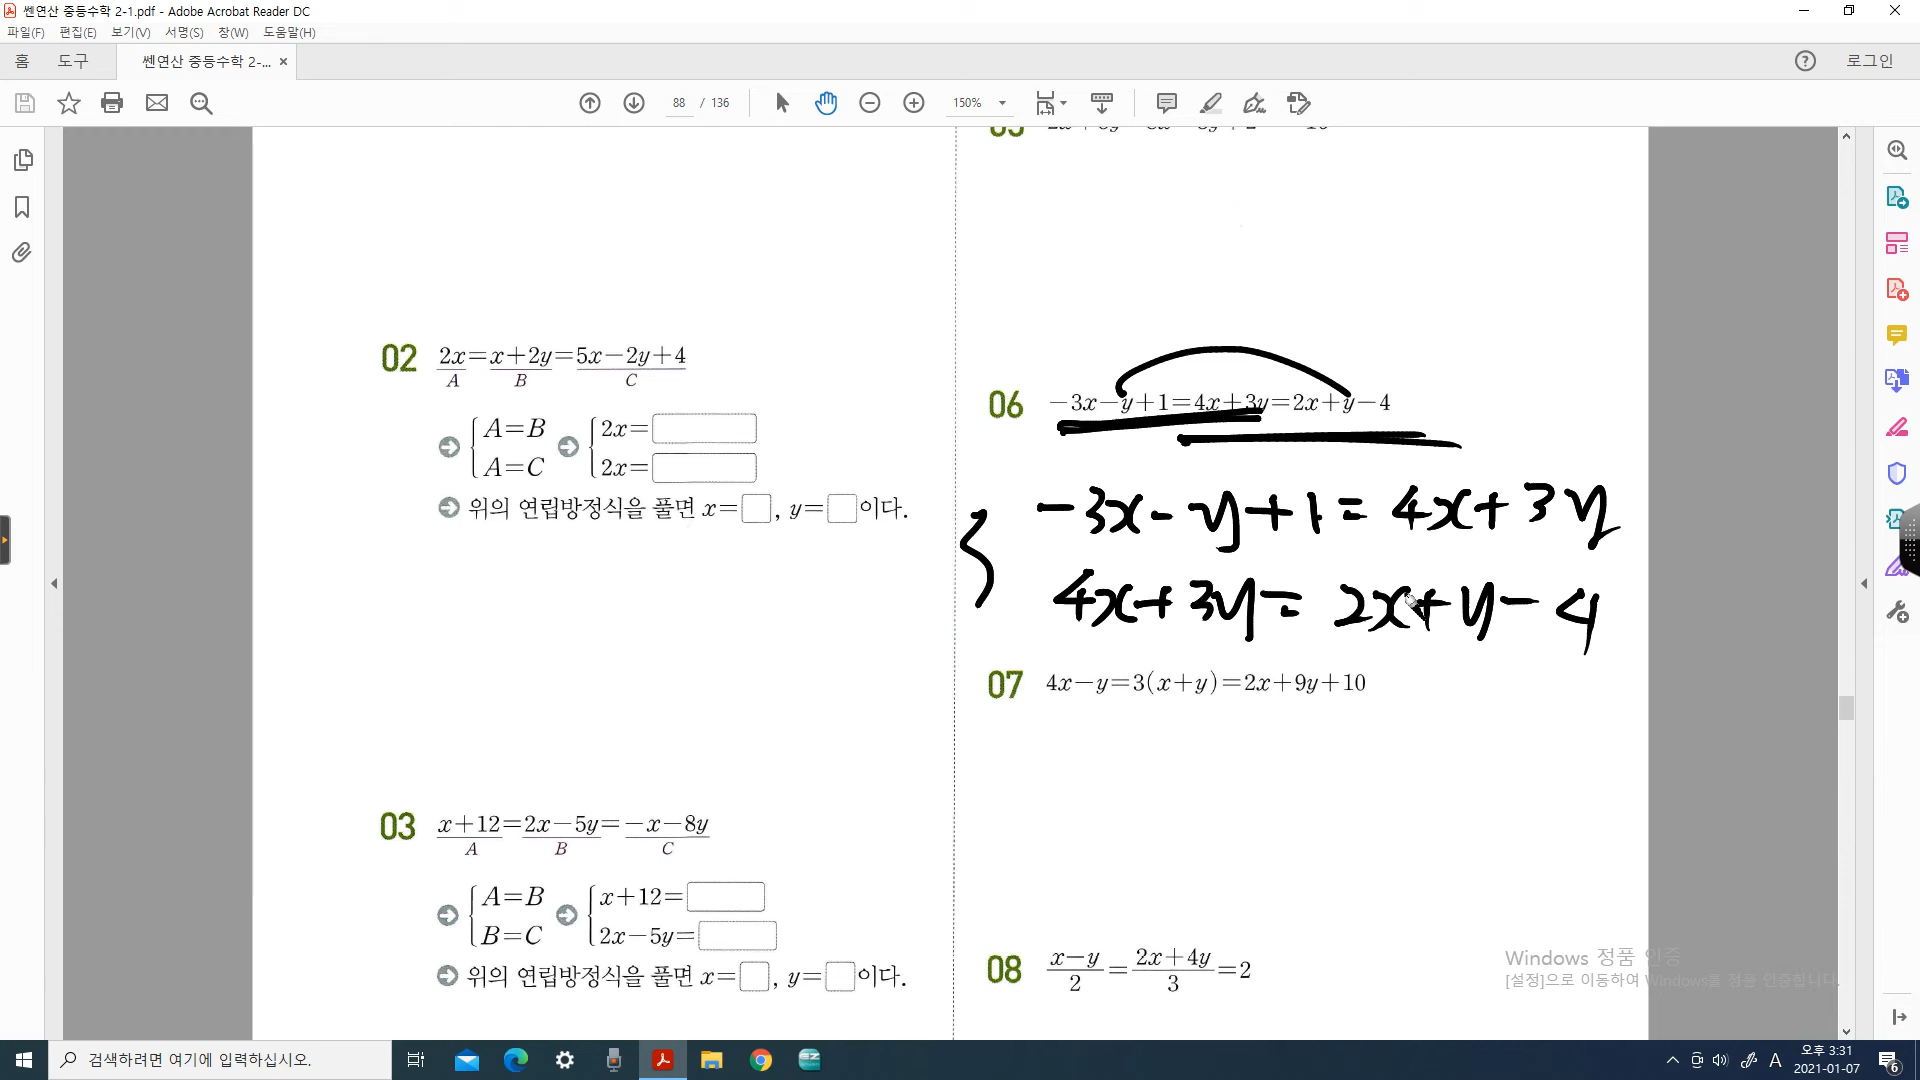 쎈연산 중등수학 2-1.pdf - Adobe Acrobat Reader DC
파일(F) 편집(E) 보기(V) 서명(S) 창(W) 도움말(H)
홈 도구 쎈연산 중등수학 2-... × 로그인
88 / 136 150%
02 2x=x+2y=5x-2y+4
A B C
A=B 2x=
A=C 2x=
위의 연립방정식을 풀면 x= , y= 이다.
03 x+12=2x-5y=-x-8y
A B C
A=B x+12=
B=C 2x-5y=
위의 연립방정식을 풀면 x= , y= 이다.
06 -3x-y+1=4x+3y=2x+y-4
-3x-y+1=4x+3y
4x+3y=2x+y-4
07 4x-y=3(x+y)=2x+9y+10
08 (x-y)/2=(2x+4y)/3=2
Windows 정품 인증
[설정]으로 이동하여 Windows를 정품 인증합니다.
검색하려면 여기에 입력하십시오.
A 오후 3:31
2021-01-07
6